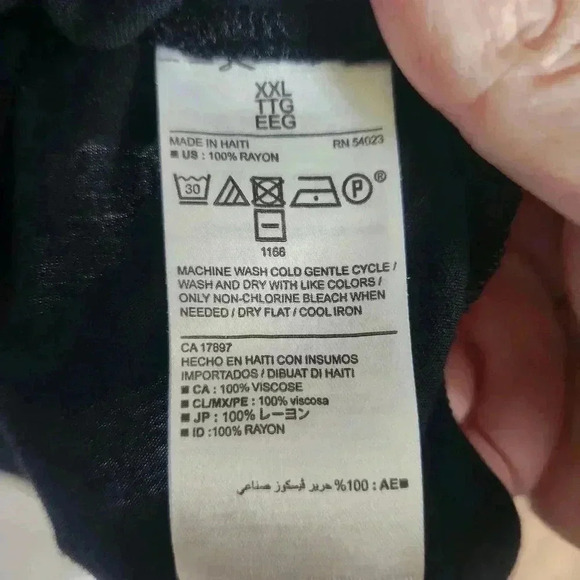 XXL
TTG
EEG
MADE IN HAITI RN 54023
■ US : 100% RAYON
30 P ®
1166
MACHINE WASH COLD GENTLE CYCLE /
WASH AND DRY WITH LIKE COLORS /
ONLY NON-CHLORINE BLEACH WHEN
NEEDED / DRY FLAT / COOL IRON
CA 17897
HECHO EN HAITI CON INSUMOS
IMPORTADOS / DIBUAT DI HAITI
■ CA : 100% VISCOSE
■ CL/MX/PE : 100% viscosa
■ JP : 100% レーヨン
■ ID :100% RAYON
■AE : 100% حرير ڤيسكوز صناعي